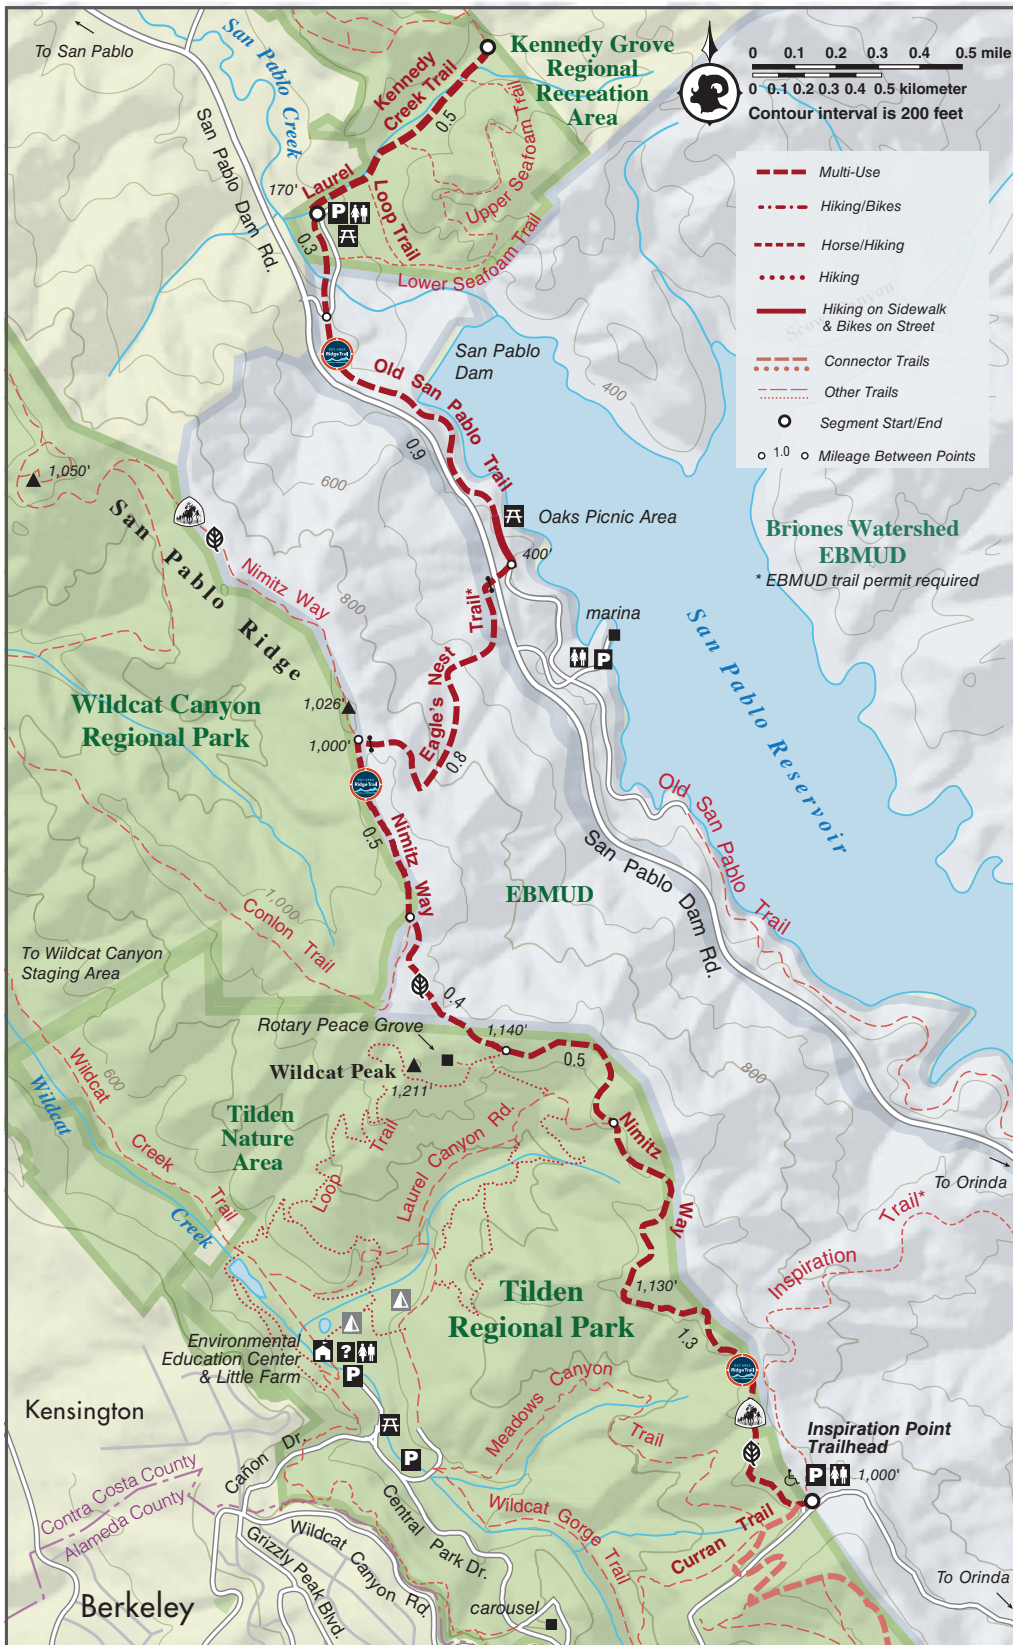 To San Pablo
San Pablo
Creek
Kennedy
Creek Trail
0.5
Kennedy Grove
Regional
Recreation
Area
0 0.1 0.2 0.3 0.4 0.5 mile
0 0.1 0.2 0.3 0.4 0.5 kilometer
Contour interval is 200 feet
Multi-Use
Hiking/Bikes
Horse/Hiking
Hiking
Hiking on Sidewalk
& Bikes on Street
Connector Trails
Other Trails
Segment Start/End
1.0
Mileage Between Points
San Pablo Dam Rd.
170'
Laurel
Loop Trail
P
Upper Seafoam Trail
Lower Seafoam Trail
0.3
Ridge Trail
Old San Pablo Trail
San Pablo
Dam
400
0.9
600
1,050'
San Pablo Ridge
Oaks Picnic Area
400'
Briones Watershed
EBMUD
* EBMUD trail permit required
Nimitz Way
800
Eagle's Nest Trail*
marina
P
San Pablo Reservoir
Wildcat Canyon
Regional Park
1,026'
1,000'
0.8
Ridge Trail
0.5
Nimitz Way
Old San Pablo Trail
San Pablo Dam Rd.
EBMUD
1,000
Conlon Trail
To Wildcat Canyon
Staging Area
0.4
Rotary Peace Grove
1,140'
0.5
Wildcat Peak
1,211'
800
Wildcat Creek Trail
600
Wildcat
Creek
Tilden
Nature
Area
Loop Trail
Laurel Canyon Rd.
Nimitz Way
To Orinda
Inspiration Trail*
1,130'
Tilden
Regional Park
1.3
Ridge Trail
Environmental
Education Center
& Little Farm
?
P
Meadows Canyon Trail
Kensington
Inspiration Point
Trailhead
P
1,000'
Contra Costa County
Alameda County
Cañon Dr.
P
Central Park Dr.
Wildcat Gorge Trail
Curran Trail
Wildcat Canyon Rd.
Grizzly Peak Blvd.
To Orinda
Berkeley
carousel